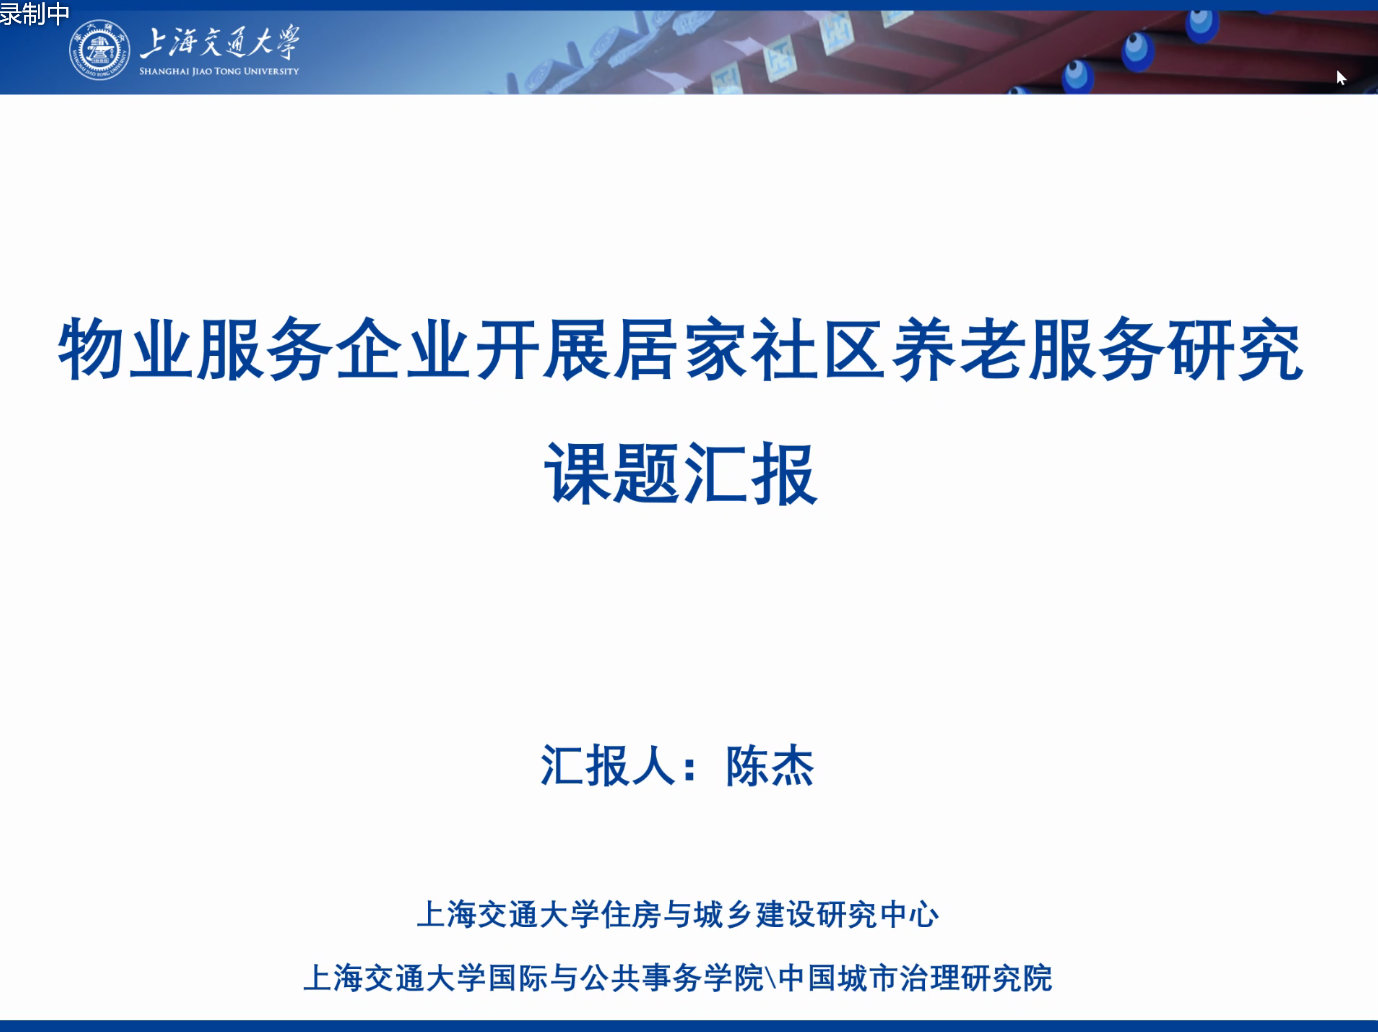 录制中
上海交通大学
SHANGHAI JIAO TONG UNIVERSITY
物业服务企业开展居家社区养老服务研究
课题汇报
汇报人：陈杰
上海交通大学住房与城乡建设研究中心
上海交通大学国际与公共事务学院\中国城市治理研究院